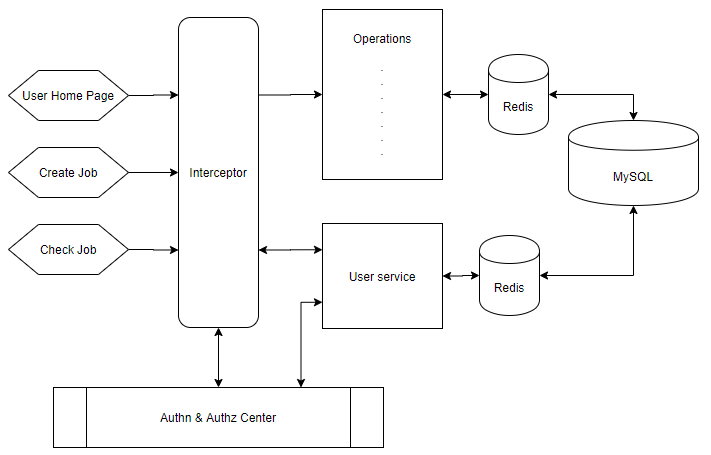 Operations
User Home Page
Redis
Create Job
Interceptor
MySQL
Check Job
User service
Redis
Authn & Authz Center